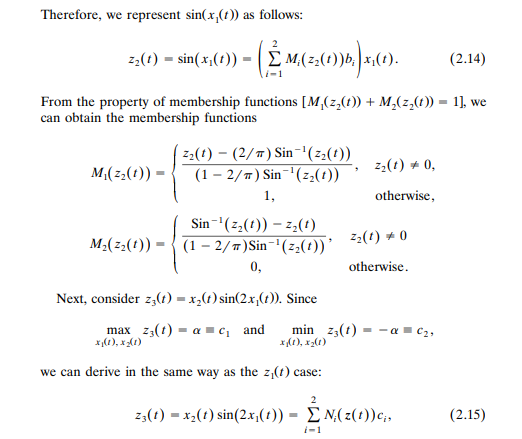 Therefore, we represent sin(x₁(t)) as follows:
z₂(t) = sin(x₁(t)) = ( ∑_{i=1}^{2} Mᵢ(z₂(t))bᵢ ) x₁(t). (2.14)
From the property of membership functions [M₁(z₂(t)) + M₂(z₂(t)) = 1], we
can obtain the membership functions
M₁(z₂(t)) = { (z₂(t) − (2/π) Sin⁻¹(z₂(t))) / ((1 − 2/π) Sin⁻¹(z₂(t))), z₂(t) ≠ 0,
1, otherwise,
M₂(z₂(t)) = { (Sin⁻¹(z₂(t)) − z₂(t)) / ((1 − 2/π)Sin⁻¹(z₂(t))), z₂(t) ≠ 0
0, otherwise.
Next, consider z₃(t) = x₂(t) sin(2x₁(t)). Since
max_{x₁(t), x₂(t)} z₃(t) = α ≡ c₁ and min_{x₁(t), x₂(t)} z₃(t) = −α ≡ c₂,
we can derive in the same way as the z₁(t) case:
z₃(t) = x₂(t) sin(2x₁(t)) = ∑_{i=1}^{2} Nᵢ(z(t))cᵢ, (2.15)